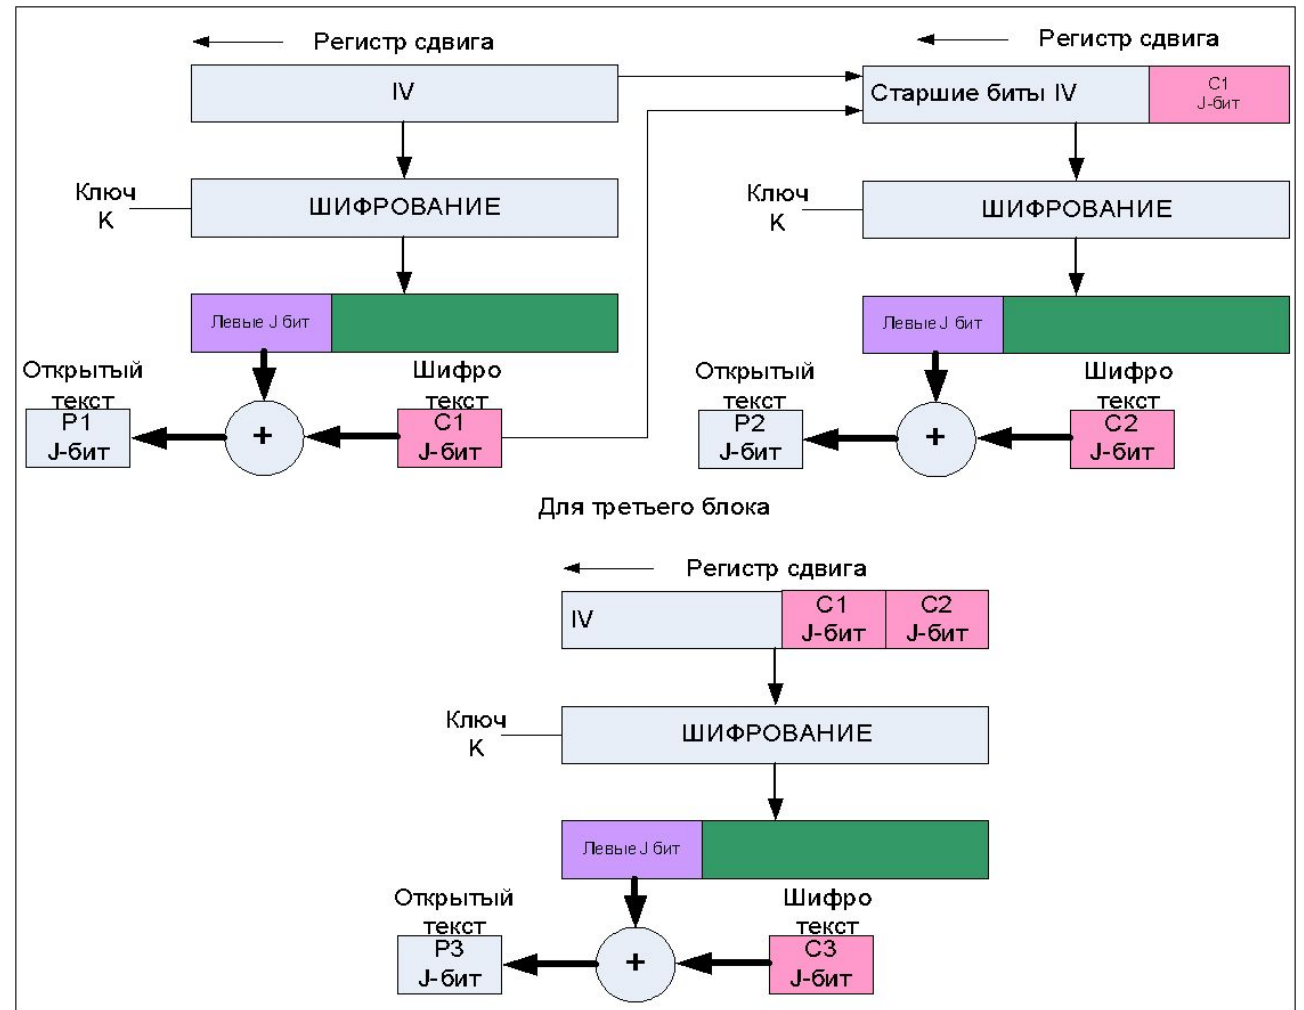 Регистр сдвига
IV
Ключ
K
ШИФРОВАНИЕ
Левые J бит
Открытый
текст
P1
J-бит
+
Шифро
текст
C1
J-бит
Регистр сдвига
Старшие биты IV
C1
J-бит
Ключ
K
ШИФРОВАНИЕ
Левые J бит
Открытый
текст
P2
J-бит
+
Шифро
текст
C2
J-бит
Для третьего блока
Регистр сдвига
IV
C1
J-бит
C2
J-бит
Ключ
K
ШИФРОВАНИЕ
Левые J бит
Открытый
текст
P3
J-бит
+
Шифро
текст
C3
J-бит